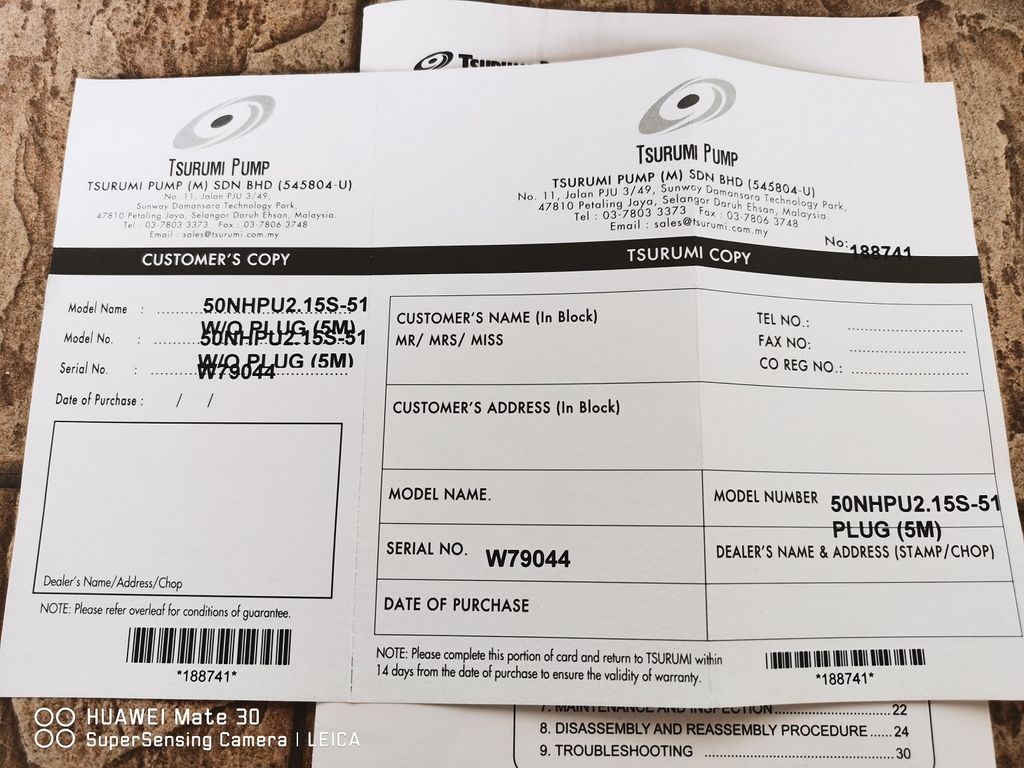 TSURUMI PUMP
TSURUMI PUMP (M) SDN BHD (545804-U)
No. 11, Jalan PJU 3/49,
Sunway Damansara Technology Park,
47810 Petaling Jaya, Selangor Daruh Ehsan, Malaysia.
Tel : 03-7803 3373 Fax : 03-7806 3748
Email : sales@tsurumi.com.my
CUSTOMER'S COPY
Model Name : 50NHPU2.15S-51
W/O PLUG (5M)
Model No. : 50NHPU2.15S-51
W/O PLUG (5M)
Serial No. : W79044
Date of Purchase : / /
Dealer's Name/Address/Chop
NOTE: Please refer overleaf for conditions of guarantee.
*188741*
TSURUMI PUMP
TSURUMI PUMP (M) SDN BHD (545804-U)
No. 11, Jalan PJU 3/49, Sunway Damansara Technology Park,
47810 Petaling Jaya, Selangor Daruh Ehsan, Malaysia.
Tel : 03-7803 3373 Fax : 03-7806 3748
Email : sales@tsurumi.com.my
No: 188741
TSURUMI COPY
CUSTOMER'S NAME (In Block)
MR/ MRS/ MISS
TEL NO.:
FAX NO:
CO REG NO.:
CUSTOMER'S ADDRESS (In Block)
MODEL NAME.
MODEL NUMBER 50NHPU2.15S-51
PLUG (5M)
SERIAL NO. W79044
DEALER'S NAME & ADDRESS (STAMP/CHOP)
DATE OF PURCHASE
NOTE: Please complete this portion of card and return to TSURUMI within
14 days from the date of purchase to ensure the validity of warranty.
*188741*
7. MAINTENANCE AND INSPECTION 22
8. DISASSEMBLY AND REASSEMBLY PROCEDURE 24
9. TROUBLESHOOTING 30
HUAWEI Mate 30
SuperSensing Camera | LEICA